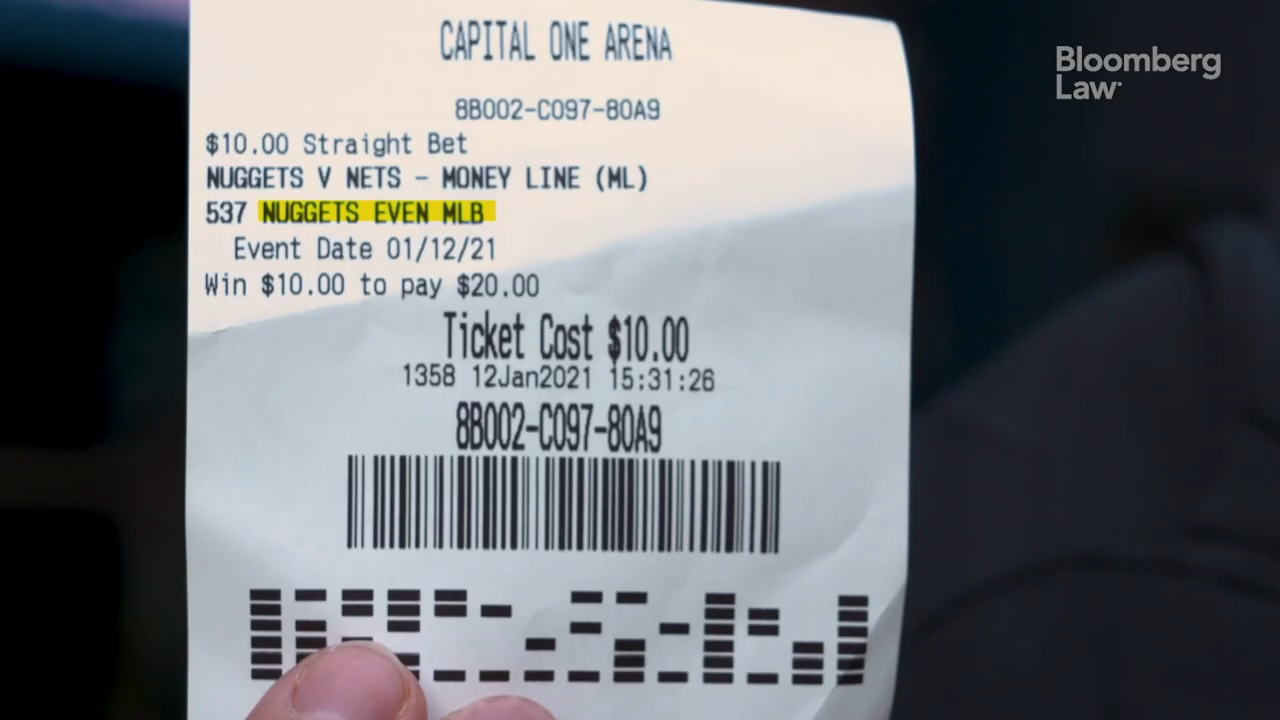 CAPITAL ONE ARENA
8B002-C097-80A9
$10.00 Straight Bet
NUGGETS V NETS - MONEY LINE (ML)
537 NUGGETS EVEN MLB
Event Date 01/12/21
Win $10.00 to pay $20.00
Ticket Cost $10.00
1358 12Jan2021 15:31:26
8B002-C097-80A9
Bloomberg
Law